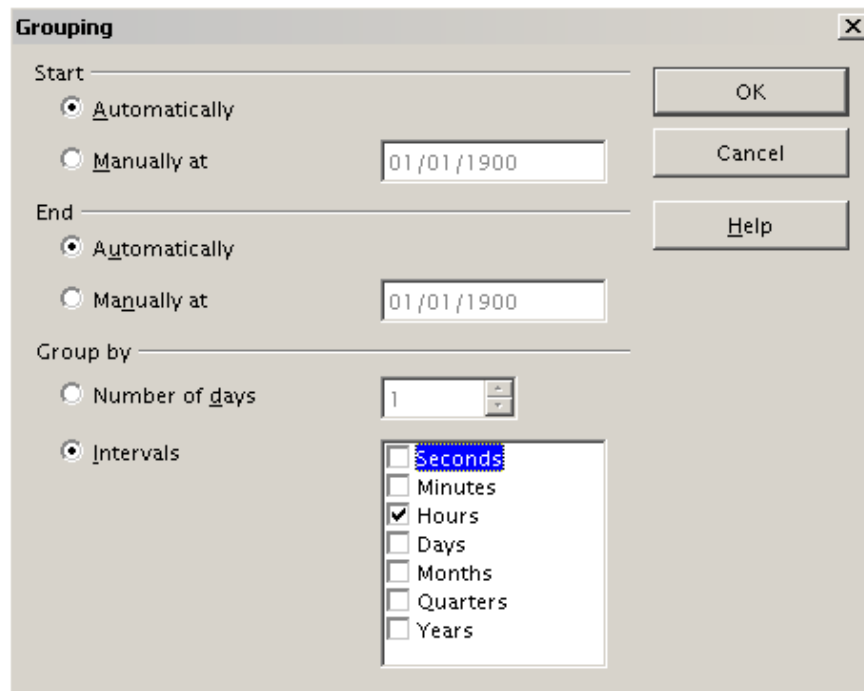 Grouping
Start
Automatically
Manually at 01/01/1900
End
Automatically
Manually at 01/01/1900
Group by
Number of days 1
Intervals
Seconds
Minutes
Hours
Days
Months
Quarters
Years
OK
Cancel
Help